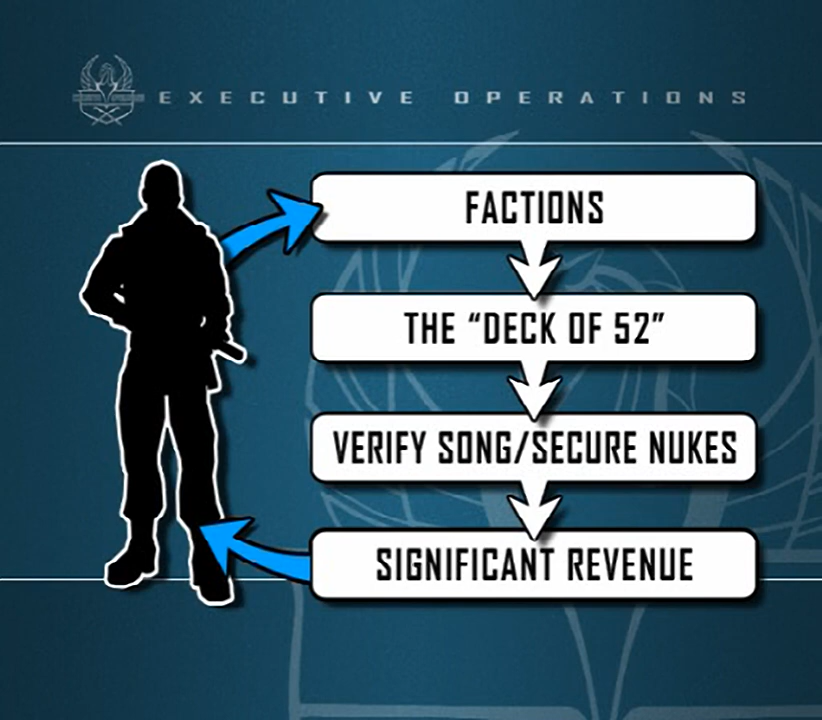 EXECUTIVE OPERATIONS
FACTIONS
THE “DECK OF 52”
VERIFY SONG/SECURE NUKES
SIGNIFICANT REVENUE